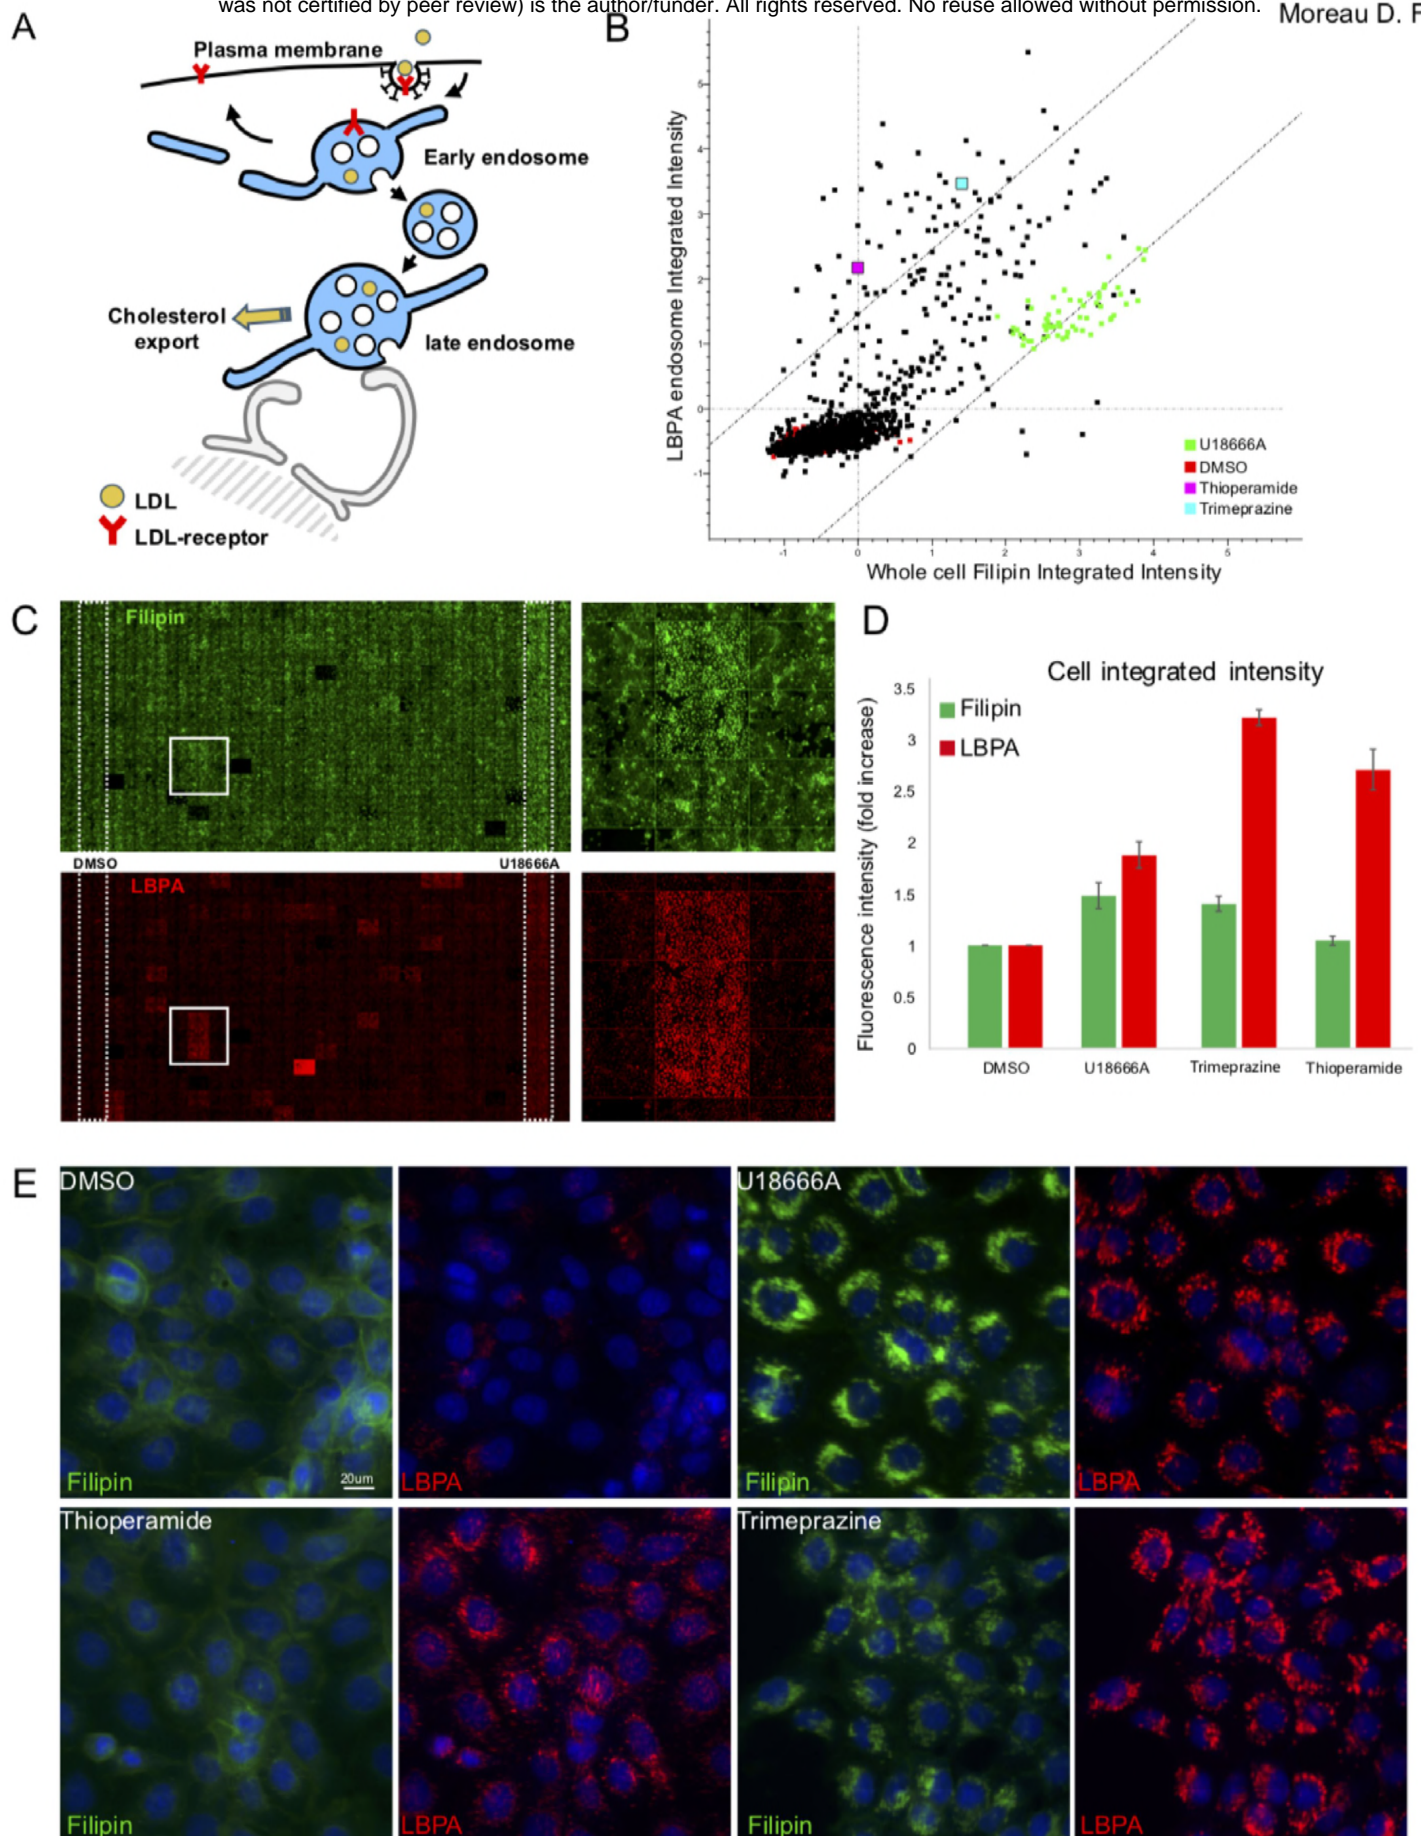 was not certified by peer review) is the author/funder. All rights reserved. No reuse allowed without permission.
Moreau D. F
A
Plasma membrane
Early endosome
Cholesterol
export
late endosome
LDL
LDL-receptor
B
LBPA endosome Integrated Intensity
5
4
3
2
1
0
-1
-1
0
1
2
3
4
5
Whole cell Filipin Integrated Intensity
U18666A
DMSO
Thioperamide
Trimeprazine
C
Filipin
DMSO
U18666A
LBPA
D
Cell integrated intensity
Fluorescence intensity (fold increase)
3.5
3
2.5
2
1.5
1
0.5
0
Filipin
LBPA
DMSO
U18666A
Trimeprazine
Thioperamide
E
DMSO
Filipin
20um
LBPA
U18666A
Filipin
LBPA
Thioperamide
Filipin
LBPA
Trimeprazine
Filipin
LBPA